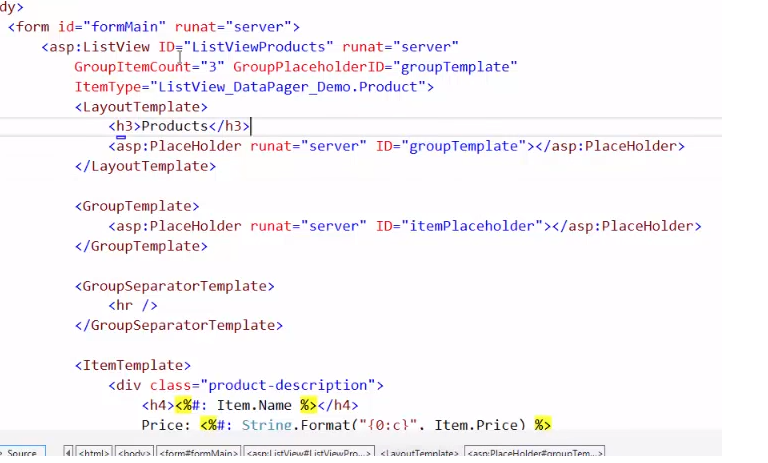 dy>
<form id="formMain" runat="server">
<asp:ListView ID="ListViewProducts" runat="server"
GroupItemCount="3" GroupPlaceholderID="groupTemplate"
ItemType="ListView_DataPager_Demo.Product">
<LayoutTemplate>
<h3>Products</h3>
<asp:PlaceHolder runat="server" ID="groupTemplate"></asp:PlaceHolder>
</LayoutTemplate>
<GroupTemplate>
<asp:PlaceHolder runat="server" ID="itemPlaceholder"></asp:PlaceHolder>
</GroupTemplate>
<GroupSeparatorTemplate>
<hr />
</GroupSeparatorTemplate>
<ItemTemplate>
<div class="product-description">
<h4><%#: Item.Name %></h4>
Price: <%#: String.Format("{0:c}", Item.Price) %>
Source <html> <body> <form#formMain> <asp:ListView#ListViewPro...> <LayoutTemplate> <asp:PlaceHolder#groupTem...>